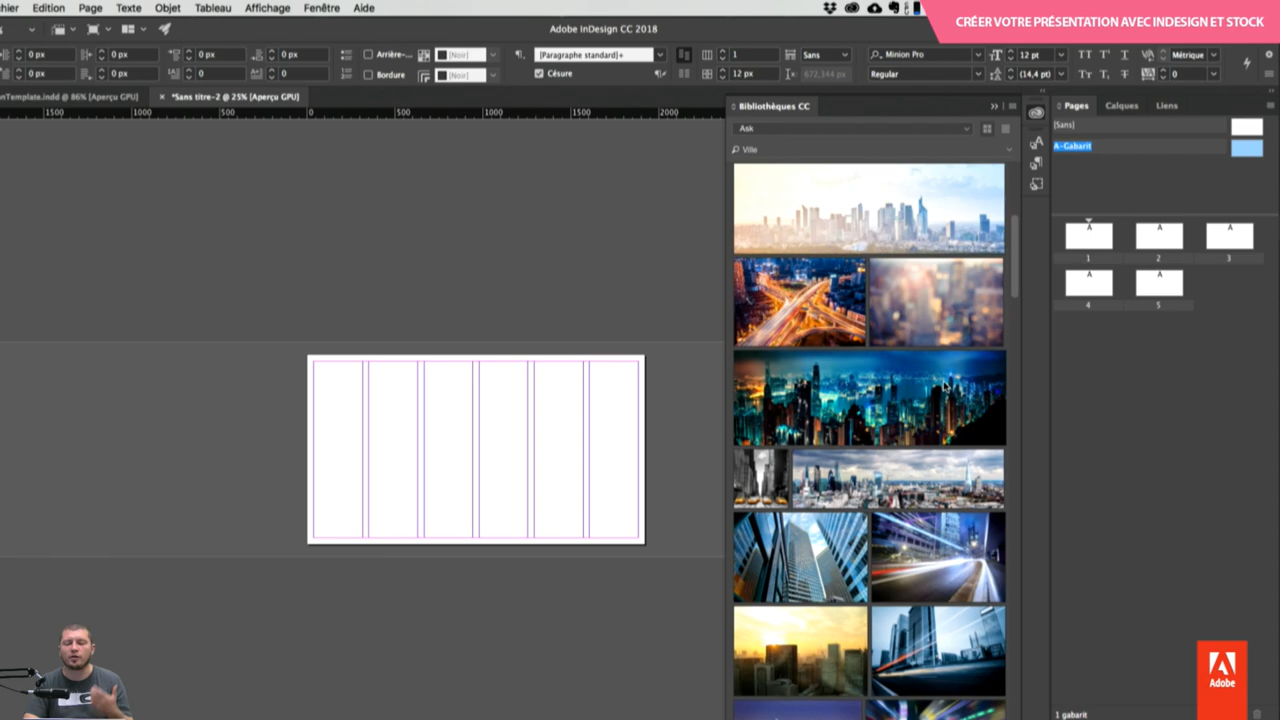 hier Edition Page Texte Objet Tableau Affichage Fenêtre Aide
CRÉER VOTRE PRÉSENTATION AVEC INDESIGN ET STOCK
Adobe InDesign CC 2018
0 px 0 px 0 px 0 px Arrière-... [Noir] [Paragraphe standard]+ 1 Sans Minion Pro 12 pt Métrique
0 px 0 px 0 0 Bordure [Noir] Césure 12 px 672,344 px Regular (14,4 pt) 0
nTemplate.indd @ 86% [Aperçu GPU] × *Sans titre-2 @ 25% [Aperçu GPU]
1500 1000 500 0 500 1000 1500 2000
Bibliothèques CC
Ask
Ville
Pages Calques Liens
[Sans]
A-Gabarit
A A A
1 2 3
A A
4 5
Adobe
1 gabarit